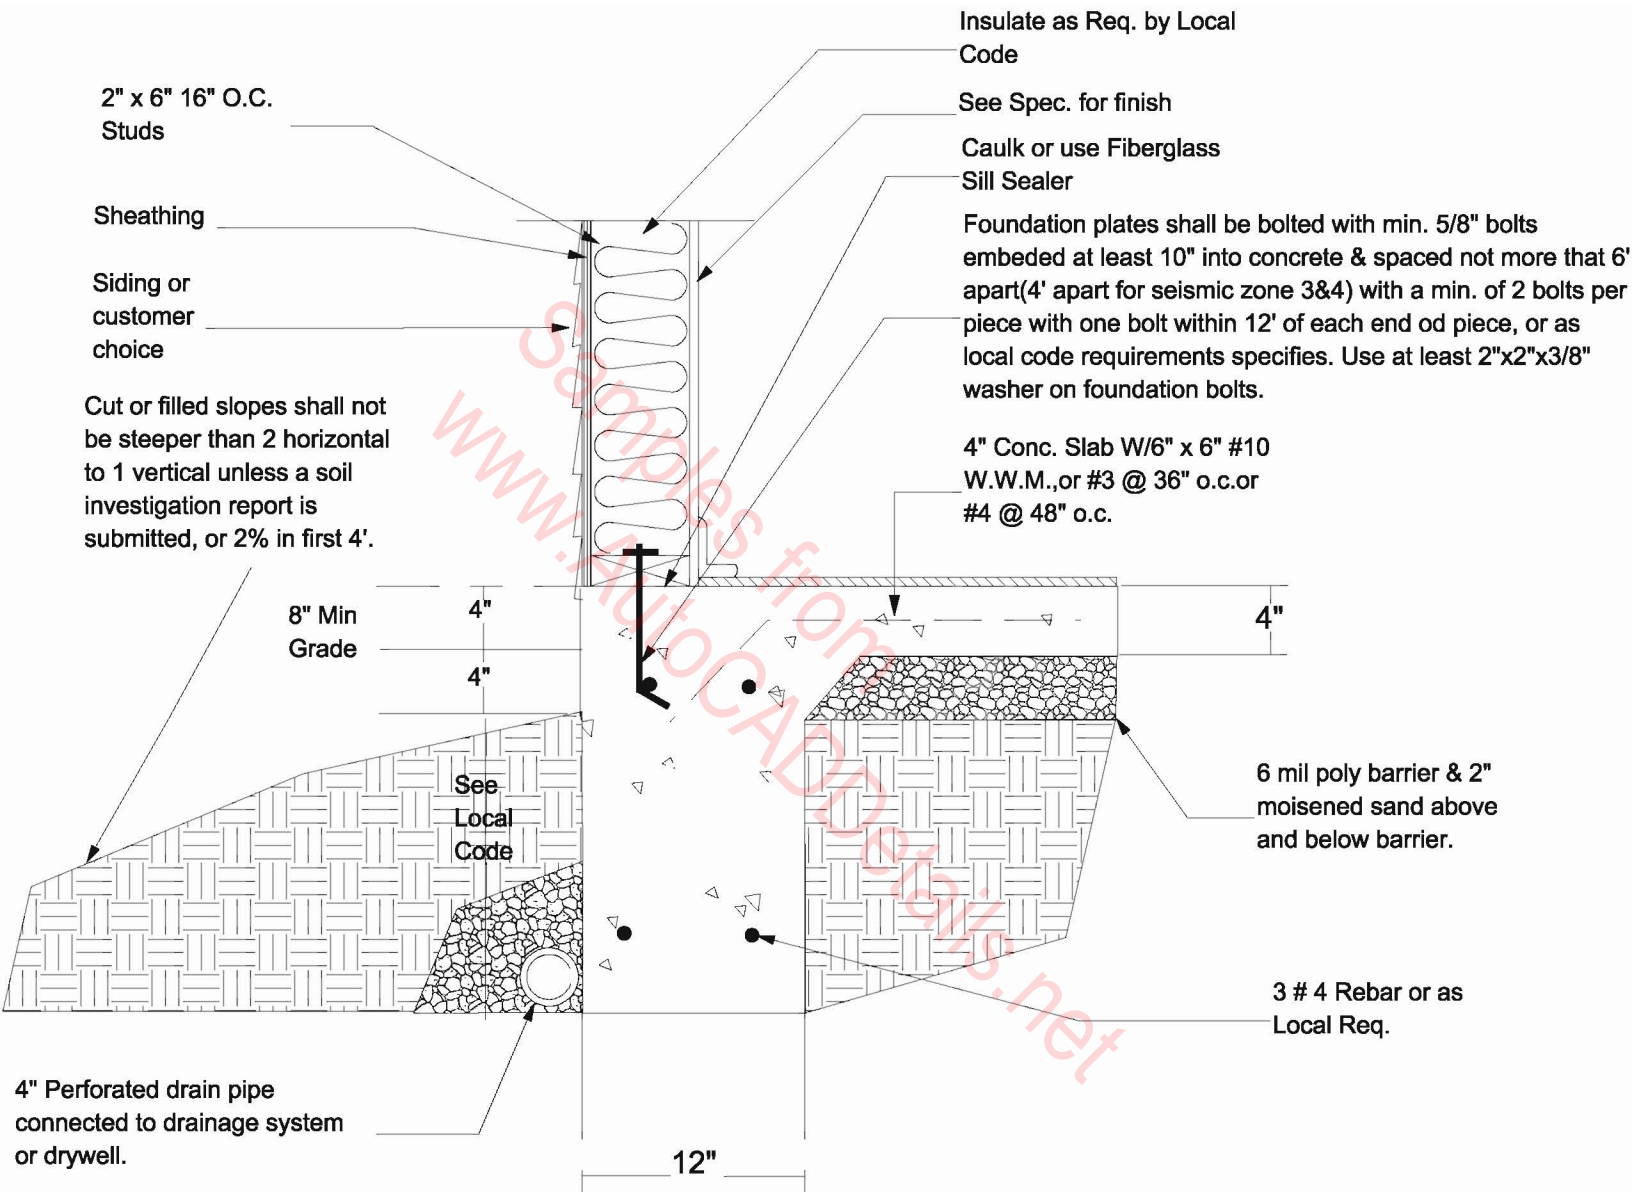 Insulate as Req. by Local
Code
2" x 6" 16" O.C.
Studs
See Spec. for finish
Caulk or use Fiberglass
Sill Sealer
Sheathing
Foundation plates shall be bolted with min. 5/8" bolts
embeded at least 10" into concrete & spaced not more that 6'
apart(4' apart for seismic zone 3&4) with a min. of 2 bolts per
piece with one bolt within 12' of each end od piece, or as
local code requirements specifies. Use at least 2"x2"x3/8"
washer on foundation bolts.
Siding or
customer
choice
Cut or filled slopes shall not
be steeper than 2 horizontal
to 1 vertical unless a soil
investigation report is
submitted, or 2% in first 4'.
4" Conc. Slab W/6" x 6" #10
W.W.M.,or #3 @ 36" o.c.or
#4 @ 48" o.c.
8" Min
Grade
4"
4"
4"
See
Local
Code
6 mil poly barrier & 2"
moisened sand above
and below barrier.
3 # 4 Rebar or as
Local Req.
4" Perforated drain pipe
connected to drainage system
or drywell.
12"
Samples from
www.AutoCADDetails.net